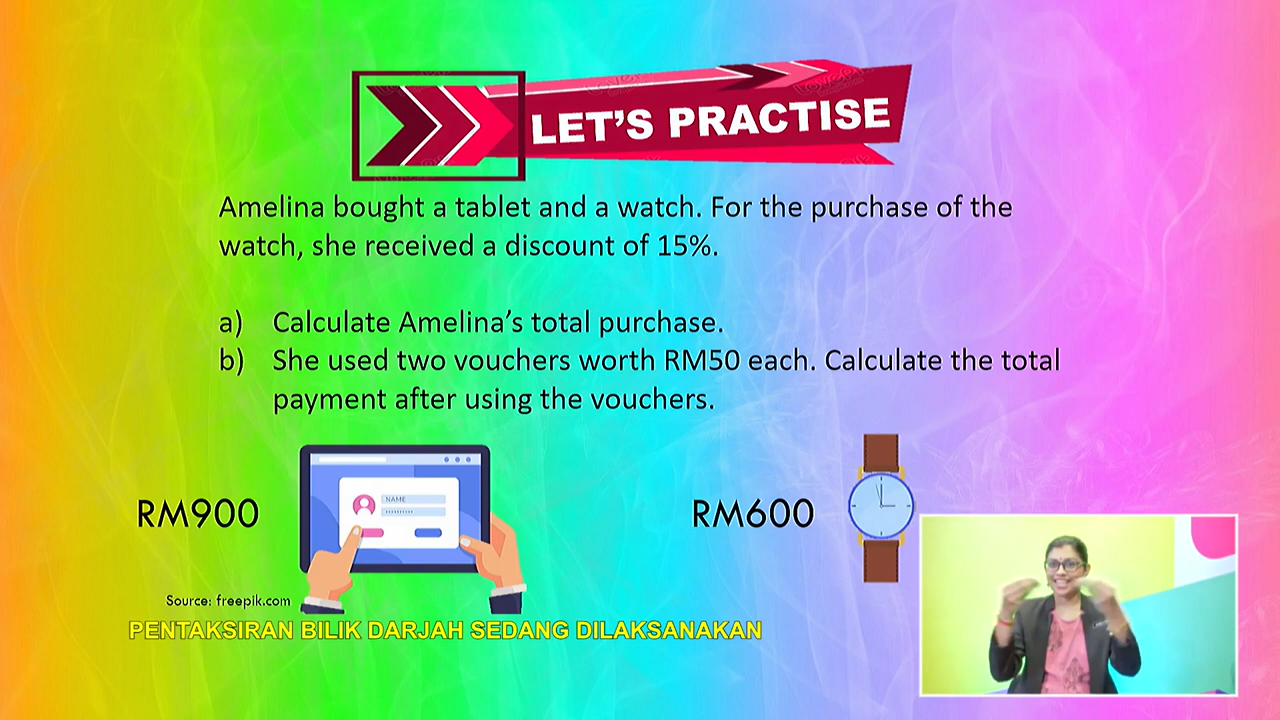 LET'S PRACTISE
Amelina bought a tablet and a watch. For the purchase of the
watch, she received a discount of 15%.
a) Calculate Amelina's total purchase.
b) She used two vouchers worth RM50 each. Calculate the total
payment after using the vouchers.
NAME
RM900
RM600
Source: freepik.com
PENTAKSIRAN BILIK DARJAH SEDANG DILAKSANAKAN